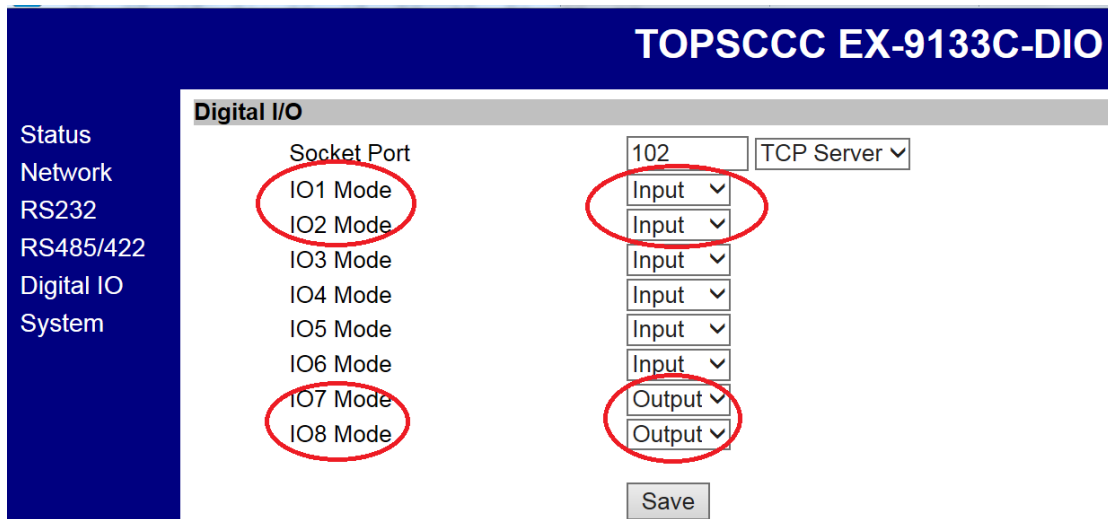 TOPSCCC EX-9133C-DIO
Status
Network
RS232
RS485/422
Digital IO
System
Digital I/O
Socket Port 102 TCP Server
IO1 Mode Input
IO2 Mode Input
IO3 Mode Input
IO4 Mode Input
IO5 Mode Input
IO6 Mode Input
IO7 Mode Output
IO8 Mode Output
Save